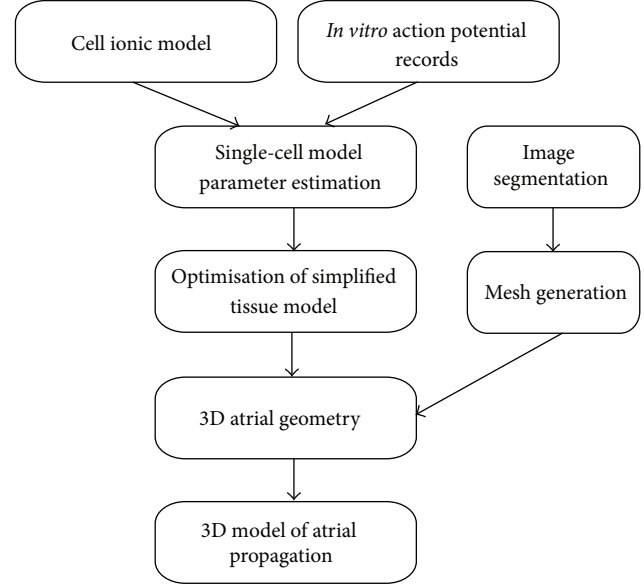 Cell ionic model
In vitro action potential
records
Single-cell model
parameter estimation
Image
segmentation
Optimisation of simplified
tissue model
Mesh generation
3D atrial geometry
3D model of atrial
propagation